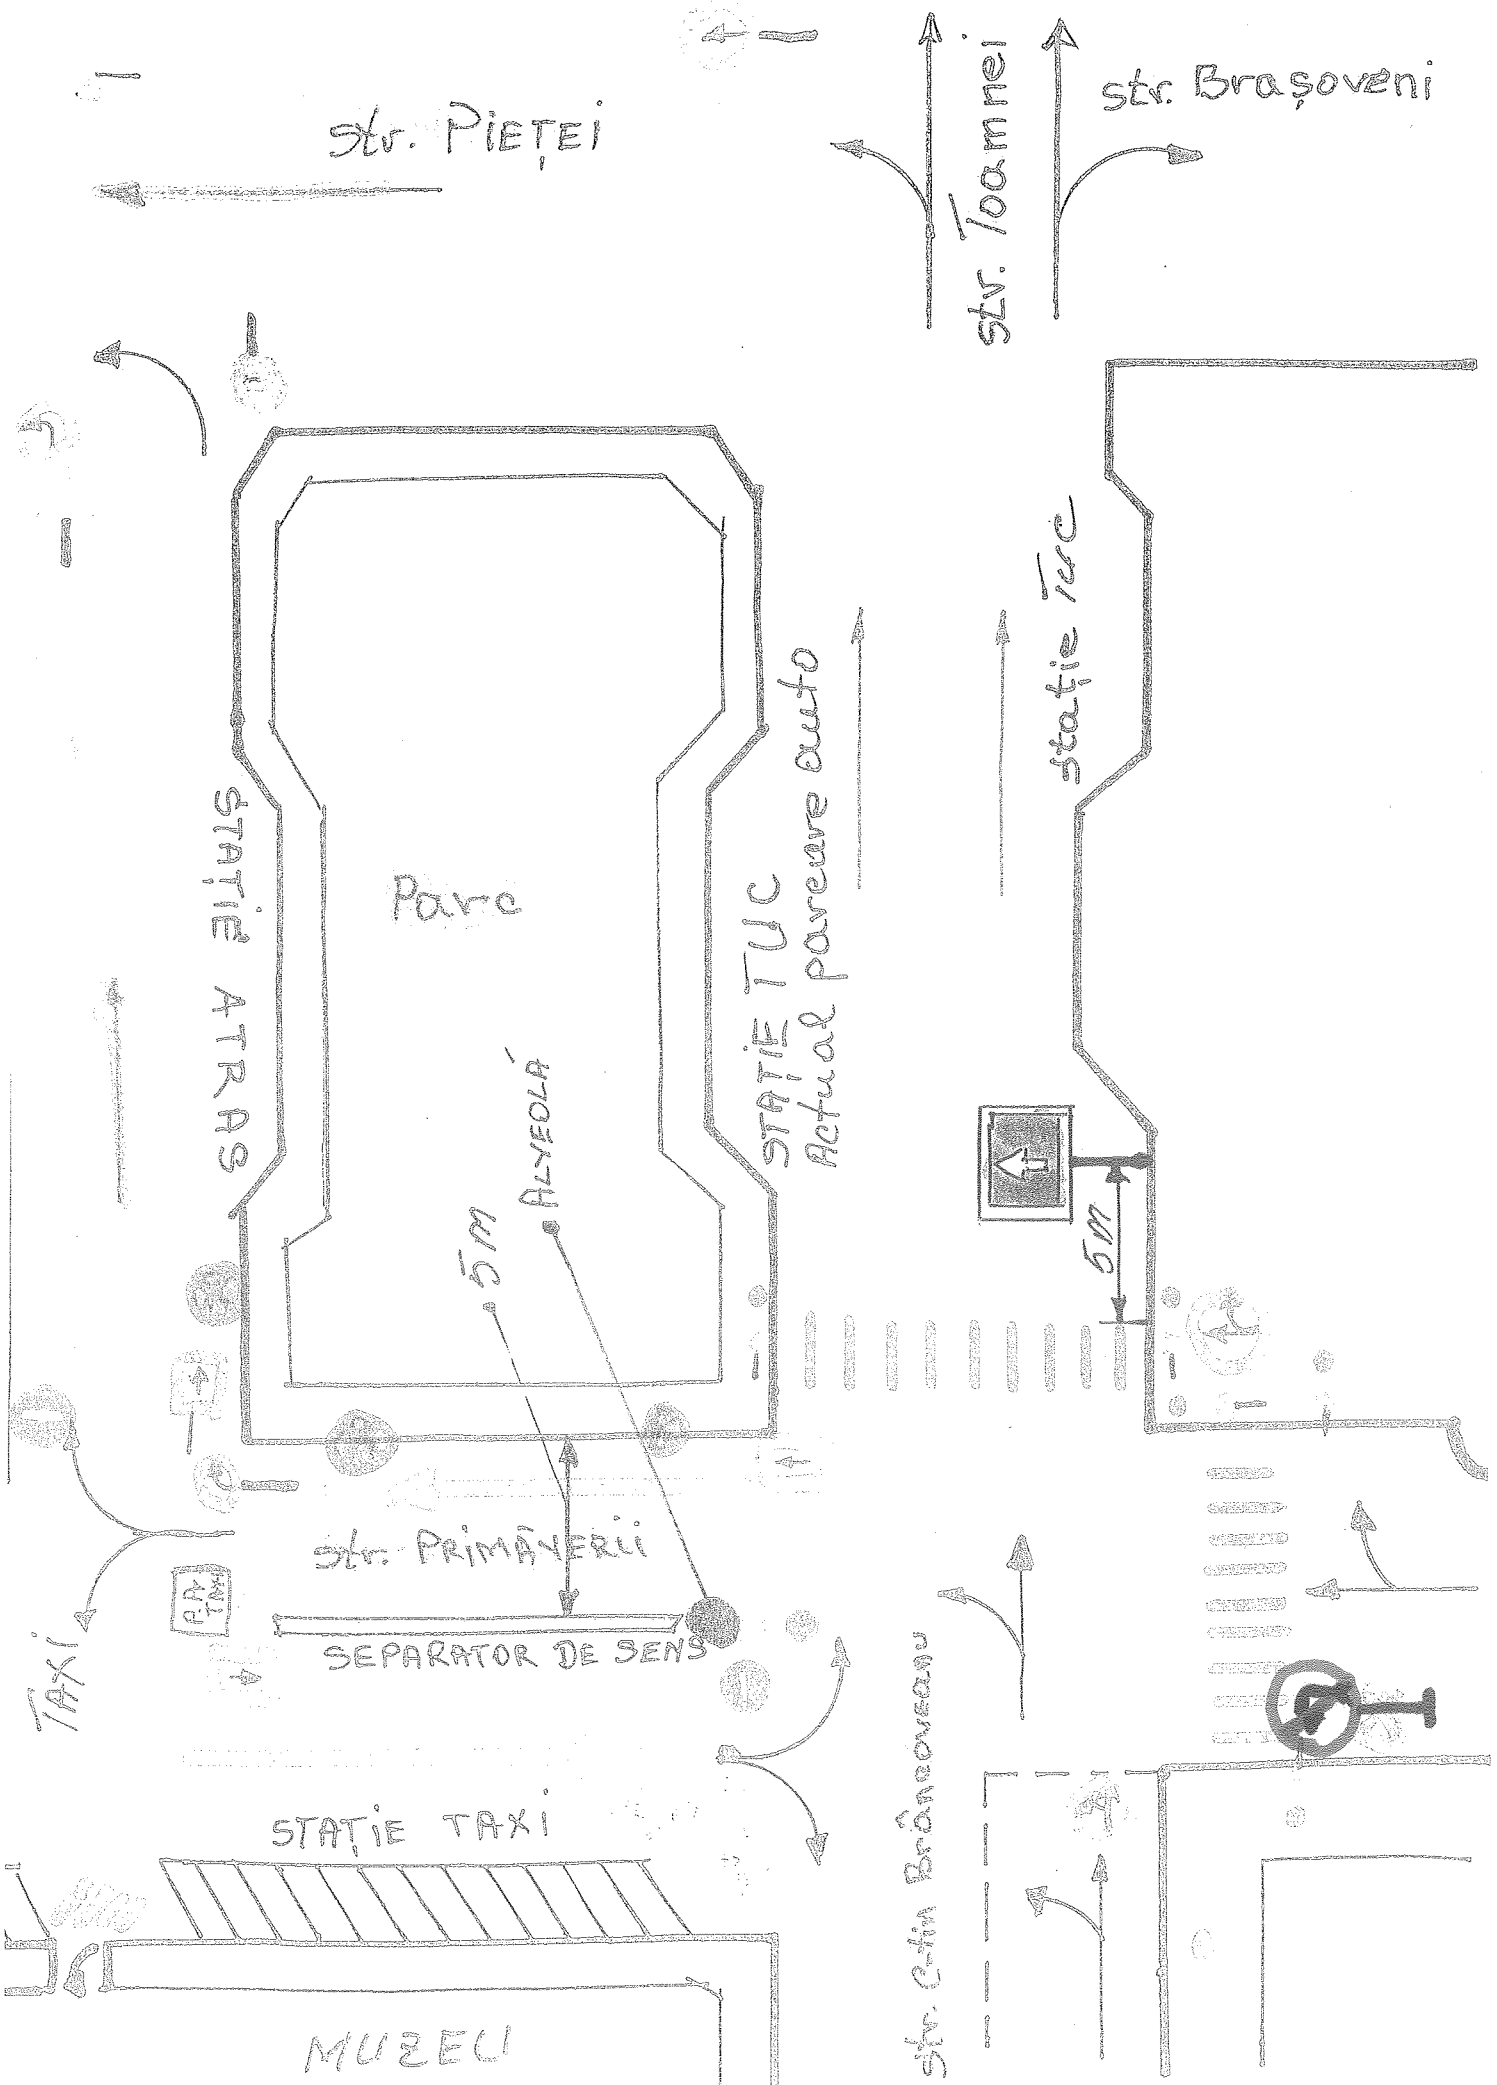 str. PiEȚEi
str. Toamnei
str. Brașoveni
stație TUC
STAȚIE ATRAS
Parc
STAȚIE TUC
Actual parcare auto
ALVEOLĂ
5M
5M
str. PRIMĂVERII
TAXI
SEPARATOR DE SENS
STAȚIE TAXI
str. C-tin Brâncoveanu
MUZEU